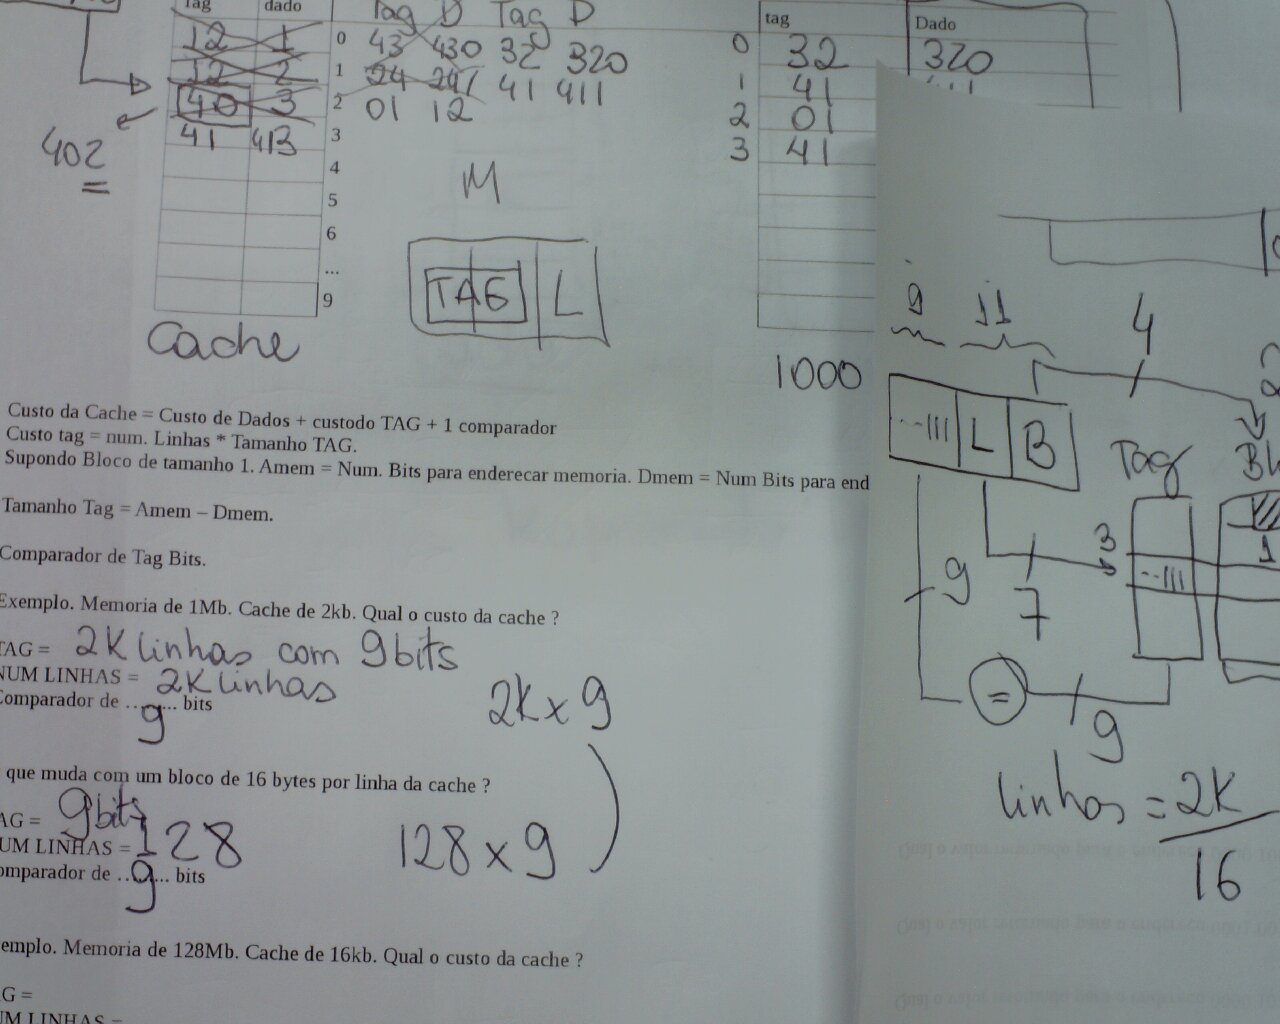 Tag dado Tag D Tag D
12 1 0 43 430 32 320
12 2 1 24 241 41 411
40 3 2 01 12
41 413 3
402
4
5
6
...
9
M
TAG L
Cache
tag Dado
0 32 320
1 41
2 01
3 41
1000
Custo da Cache = Custo de Dados + custodo TAG + 1 comparador
Custo tag = num. Linhas * Tamanho TAG.
Supondo Bloco de tamanho 1. Amem = Num. Bits para enderecar memoria. Dmem = Num Bits para end
Tamanho Tag = Amem – Dmem.
Comparador de Tag Bits.
Exemplo. Memoria de 1Mb. Cache de 2kb. Qual o custo da cache ?
TAG = 2K linhas com 9 bits
NUM LINHAS = 2K linhas
Comparador de ..9.... bits
2K x 9
que muda com um bloco de 16 bytes por linha da cache ?
AG = 9 bits
UM LINHAS = 128
omparador de ..9... bits
128 x 9
emplo. Memoria de 128Mb. Cache de 16kb. Qual o custo da cache ?
G =
UM LINHAS =
9 11 4
...111 L B
Tag
3
...111
1
9
7
=
9
linhas = 2K
16